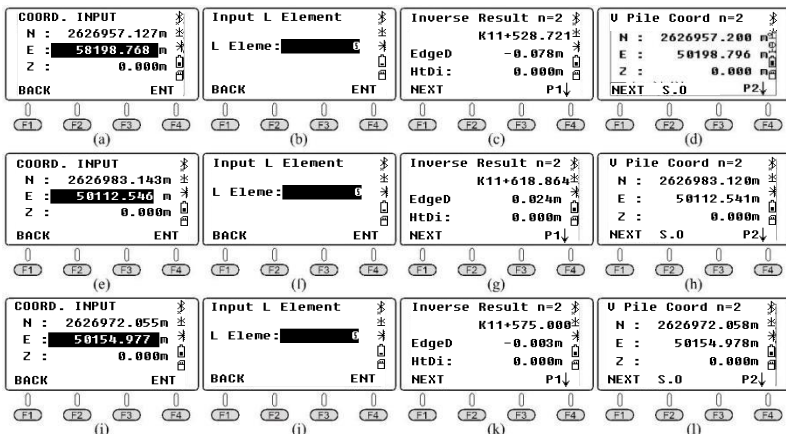 COORD. INPUT
N : 2626957.127m
E : 58198.768 m
Z : 0.000m
BACK ENT
F1 F2 F3 F4
(a)
Input L Element
L Eleme: 0
BACK ENT
F1 F2 F3 F4
(b)
Inverse Result n=2
K11+528.721
EdgeD -0.078m
HtDi: 0.000m
NEXT P1↓
F1 F2 F3 F4
(c)
V Pile Coord n=2
N : 2626957.200 m
E : 50198.796 m
Z : 0.000 m
NEXT S.O P2↓
F1 F2 F3 F4
(d)
COORD. INPUT
N : 2626983.143m
E : 50112.546 m
Z : 0.000m
BACK ENT
F1 F2 F3 F4
(e)
Input L Element
L Eleme: 0
BACK ENT
F1 F2 F3 F4
(f)
Inverse Result n=2
K11+618.864
EdgeD 0.024m
HtDi: 0.000m
NEXT P1↓
F1 F2 F3 F4
(g)
V Pile Coord n=2
N : 2626983.120m
E : 50112.541m
Z : 0.000m
NEXT S.O P2↓
F1 F2 F3 F4
(h)
COORD. INPUT
N : 2626972.055m
E : 50154.977 m
Z : 0.000m
BACK ENT
F1 F2 F3 F4
(i)
Input L Element
L Eleme: 0
BACK ENT
F1 F2 F3 F4
(j)
Inverse Result n=2
K11+575.000
EdgeD -0.003m
HtDi: 0.000m
NEXT P1↓
F1 F2 F3 F4
(k)
V Pile Coord n=2
N : 2626972.058m
E : 50154.978m
Z : 0.000m
NEXT S.O P2↓
F1 F2 F3 F4
(l)